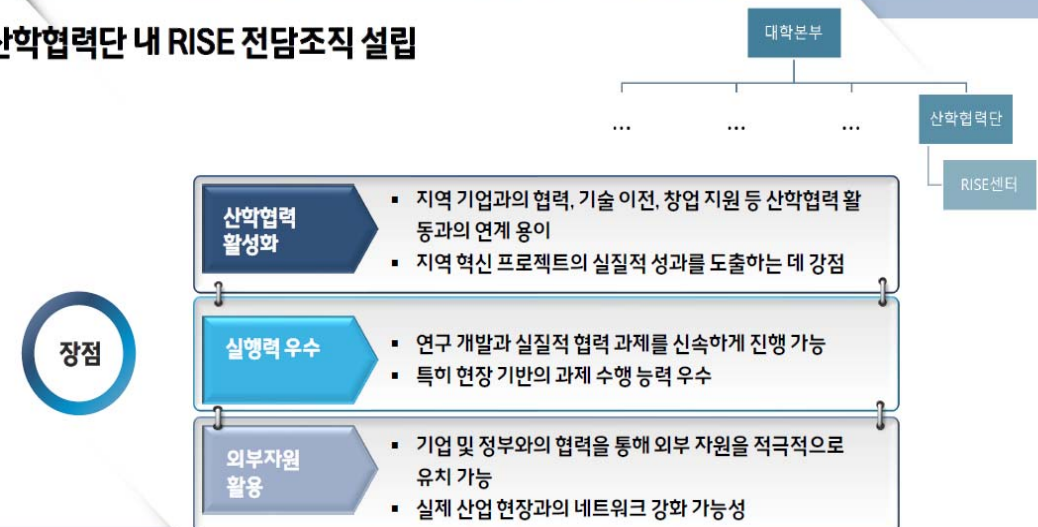 산학협력단 내 RISE 전담조직 설립
대학본부
... ... ...
산학협력단
RISE센터
장점
산학협력
활성화
▪ 지역 기업과의 협력, 기술 이전, 창업 지원 등 산학협력 활
동과의 연계 용이
▪ 지역 혁신 프로젝트의 실질적 성과를 도출하는 데 강점
실행력 우수
▪ 연구 개발과 실질적 협력 과제를 신속하게 진행 가능
▪ 특히 현장 기반의 과제 수행 능력 우수
외부자원
활용
▪ 기업 및 정부와의 협력을 통해 외부 자원을 적극적으로
유치 가능
▪ 실제 산업 현장과의 네트워크 강화 가능성